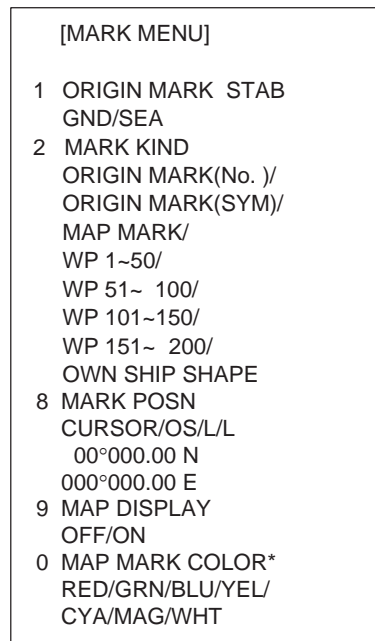 [MARK MENU]
1 ORIGIN MARK STAB
GND/SEA
2 MARK KIND
ORIGIN MARK(No. )/
ORIGIN MARK(SYM)/
MAP MARK/
WP 1~50/
WP 51~ 100/
WP 101~150/
WP 151~ 200/
OWN SHIP SHAPE
8 MARK POSN
CURSOR/OS/L/L
00°000.00 N
000°000.00 E
9 MAP DISPLAY
OFF/ON
0 MAP MARK COLOR*
RED/GRN/BLU/YEL/
CYA/MAG/WHT